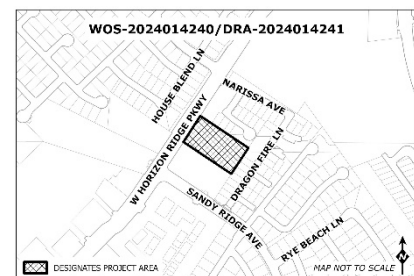 WOS-2024014240/DRA-2024014241
HOUSE BLEND LN
NARISSA AVE
W HORIZON RIDGE PKWY
DRAGON FIRE LN
SANDY RIDGE AVE
RYE BEACH LN
DESIGNATES PROJECT AREA
MAP NOT TO SCALE